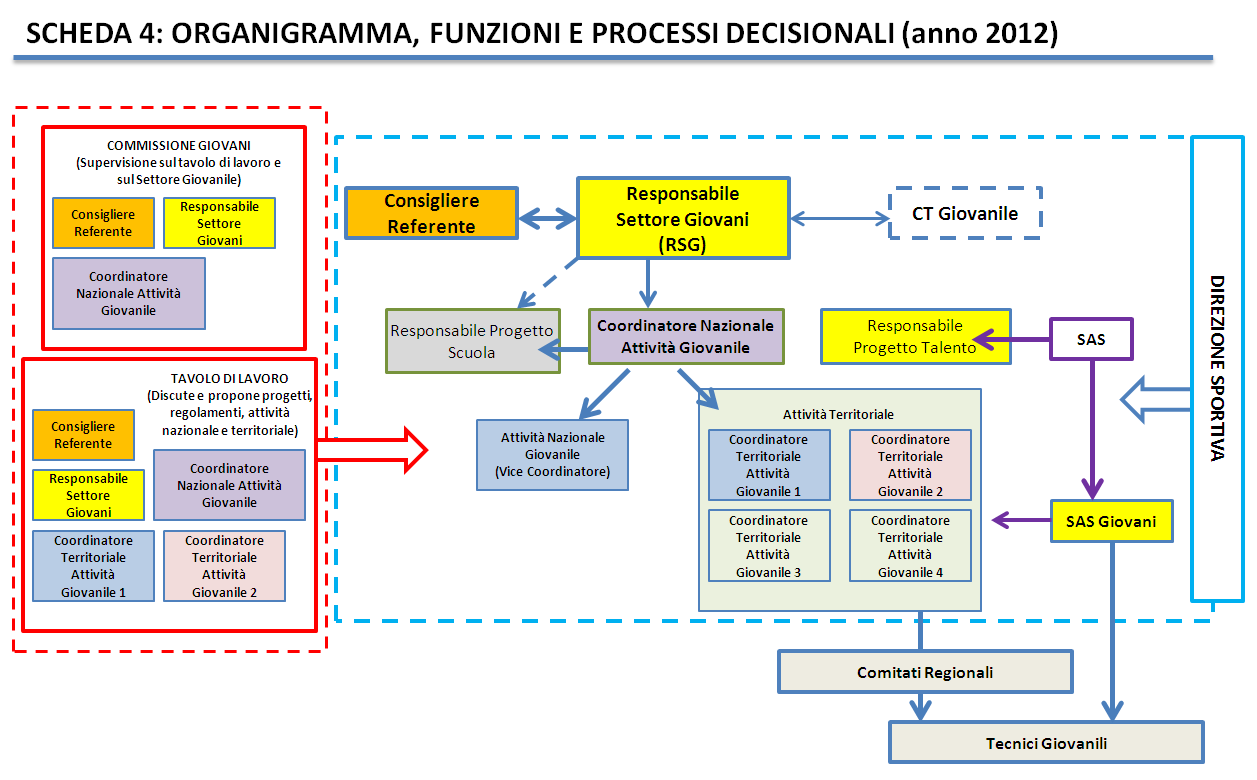 SCHEDA 4: ORGANIGRAMMA, FUNZIONI E PROCESSI DECISIONALI (anno 2012)
COMMISSIONE GIOVANI
(Supervisione sul tavolo di lavoro e
sul Settore Giovanile)
Consigliere
Referente
Responsabile
Settore
Giovani
Coordinatore
Nazionale Attività
Giovanile
TAVOLO DI LAVORO
(Discute e propone progetti,
regolamenti, attività
nazionale e territoriale)
Consigliere
Referente
Responsabile
Settore
Giovani
Coordinatore
Nazionale Attività
Giovanile
Coordinatore
Territoriale
Attività
Giovanile 1
Coordinatore
Territoriale
Attività
Giovanile 2
Consigliere
Referente
Responsabile
Settore Giovani
(RSG)
CT Giovanile
Responsabile Progetto
Scuola
Coordinatore Nazionale
Attività Giovanile
Responsabile
Progetto Talento
SAS
Attività Nazionale
Giovanile
(Vice Coordinatore)
Attività Territoriale
Coordinatore
Territoriale
Attività
Giovanile 1
Coordinatore
Territoriale
Attività
Giovanile 2
Coordinatore
Territoriale
Attività
Giovanile 3
Coordinatore
Territoriale
Attività
Giovanile 4
SAS Giovani
DIREZIONE SPORTIVA
Comitati Regionali
Tecnici Giovanili